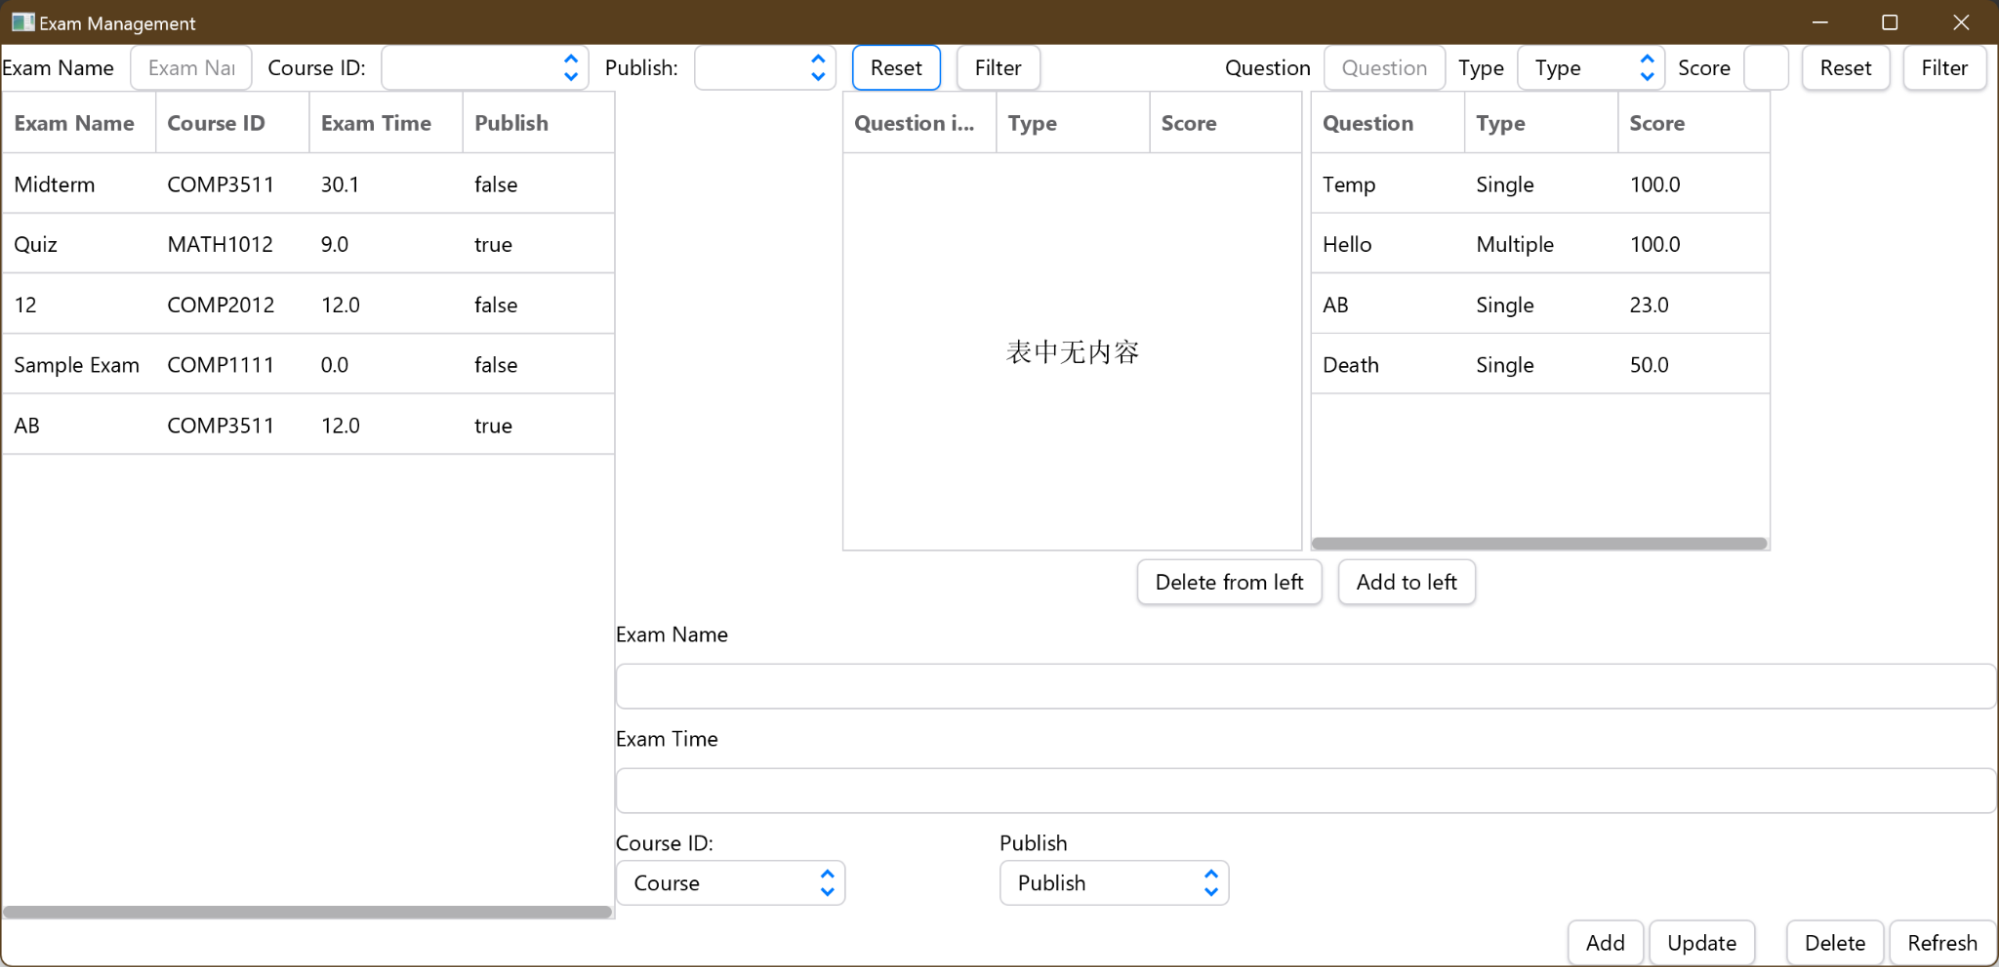 Exam Management
Exam Name Exam Nar Course ID: Publish: Reset Filter Question Question Type Type Score Reset Filter
Exam Name Course ID Exam Time Publish
Midterm COMP3511 30.1 false
Quiz MATH1012 9.0 true
12 COMP2012 12.0 false
Sample Exam COMP1111 0.0 false
AB COMP3511 12.0 true
Question i... Type Score
表中无内容
Question Type Score
Temp Single 100.0
Hello Multiple 100.0
AB Single 23.0
Death Single 50.0
Delete from left Add to left
Exam Name
Exam Time
Course ID: Publish
Course Publish
Add Update Delete Refresh